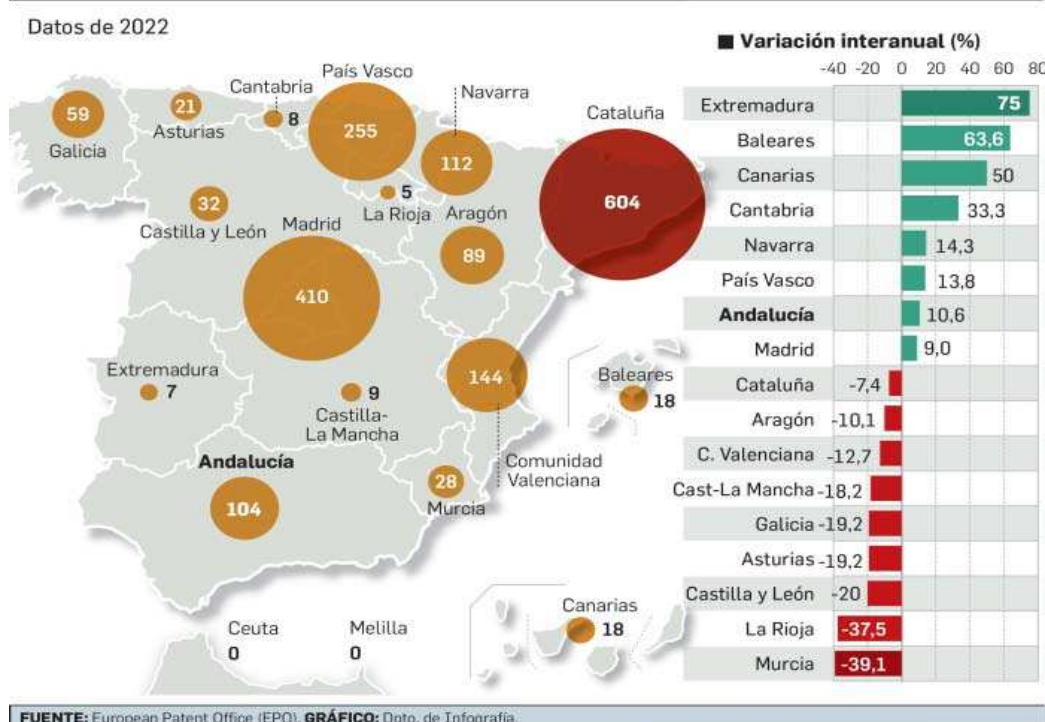 Datos de 2022
59
Galicia
21
Asturias
Cantabria
8
País Vasco
255
Navarra
112
Cataluña
604
5
La Rioja
Aragón
89
32
Castilla y León
Madrid
410
Extremadura
7
9
Castilla-
La Mancha
144
Comunidad
Valenciana
Baleares
18
Andalucía
104
28
Murcia
Canarias
18
Ceuta
0
Melilla
0
Variación interanual (%)
-40 -20 0 20 40 60 80
Extremadura 75
Baleares 63,6
Canarias 50
Cantabria 33,3
Navarra 14,3
País Vasco 13,8
Andalucía 10,6
Madrid 9,0
Cataluña -7,4
Aragón -10,1
C. Valenciana -12,7
Cast-La Mancha -18,2
Galicia -19,2
Asturias -19,2
Castilla y León -20
La Rioja -37,5
Murcia -39,1
FUENTE: European Patent Office (EPO). GRÁFICO: Dpto. de Infografía.